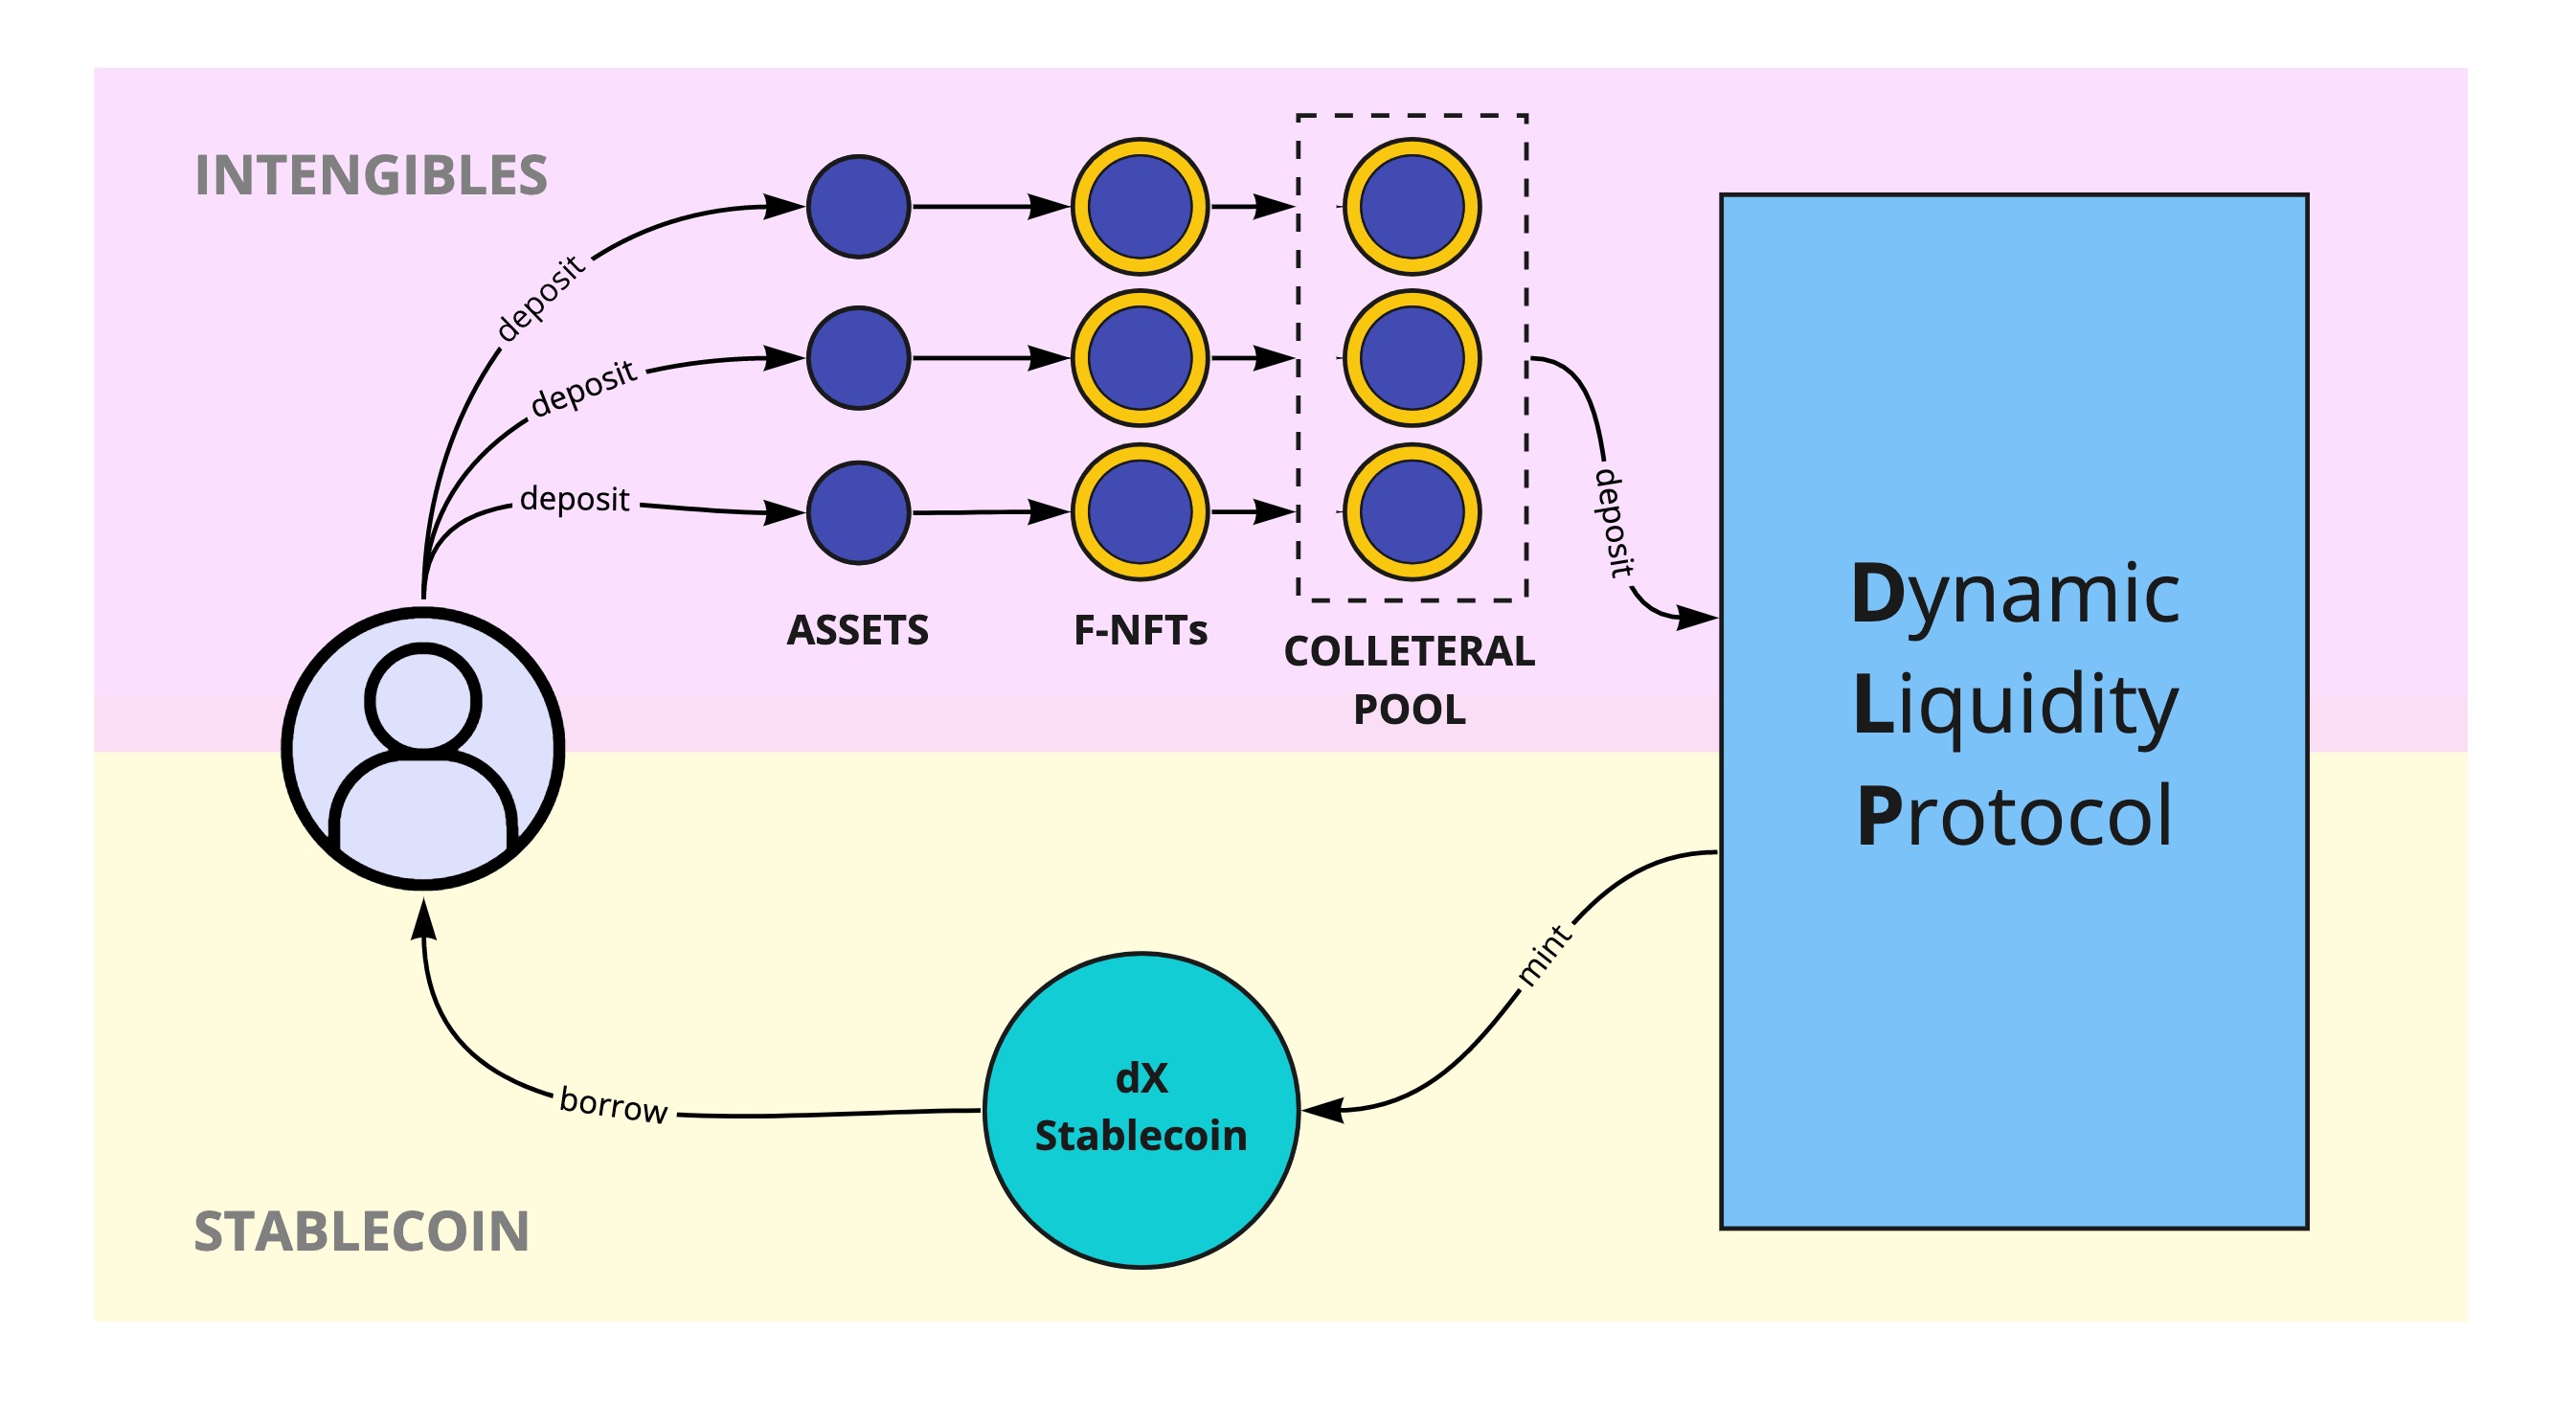 INTENGIBLES
deposit
deposit
deposit
ASSETS
F-NFTs
COLLETERAL
POOL
deposit
Dynamic
Liquidity
Protocol
mint
dX
Stablecoin
borrow
STABLECOIN